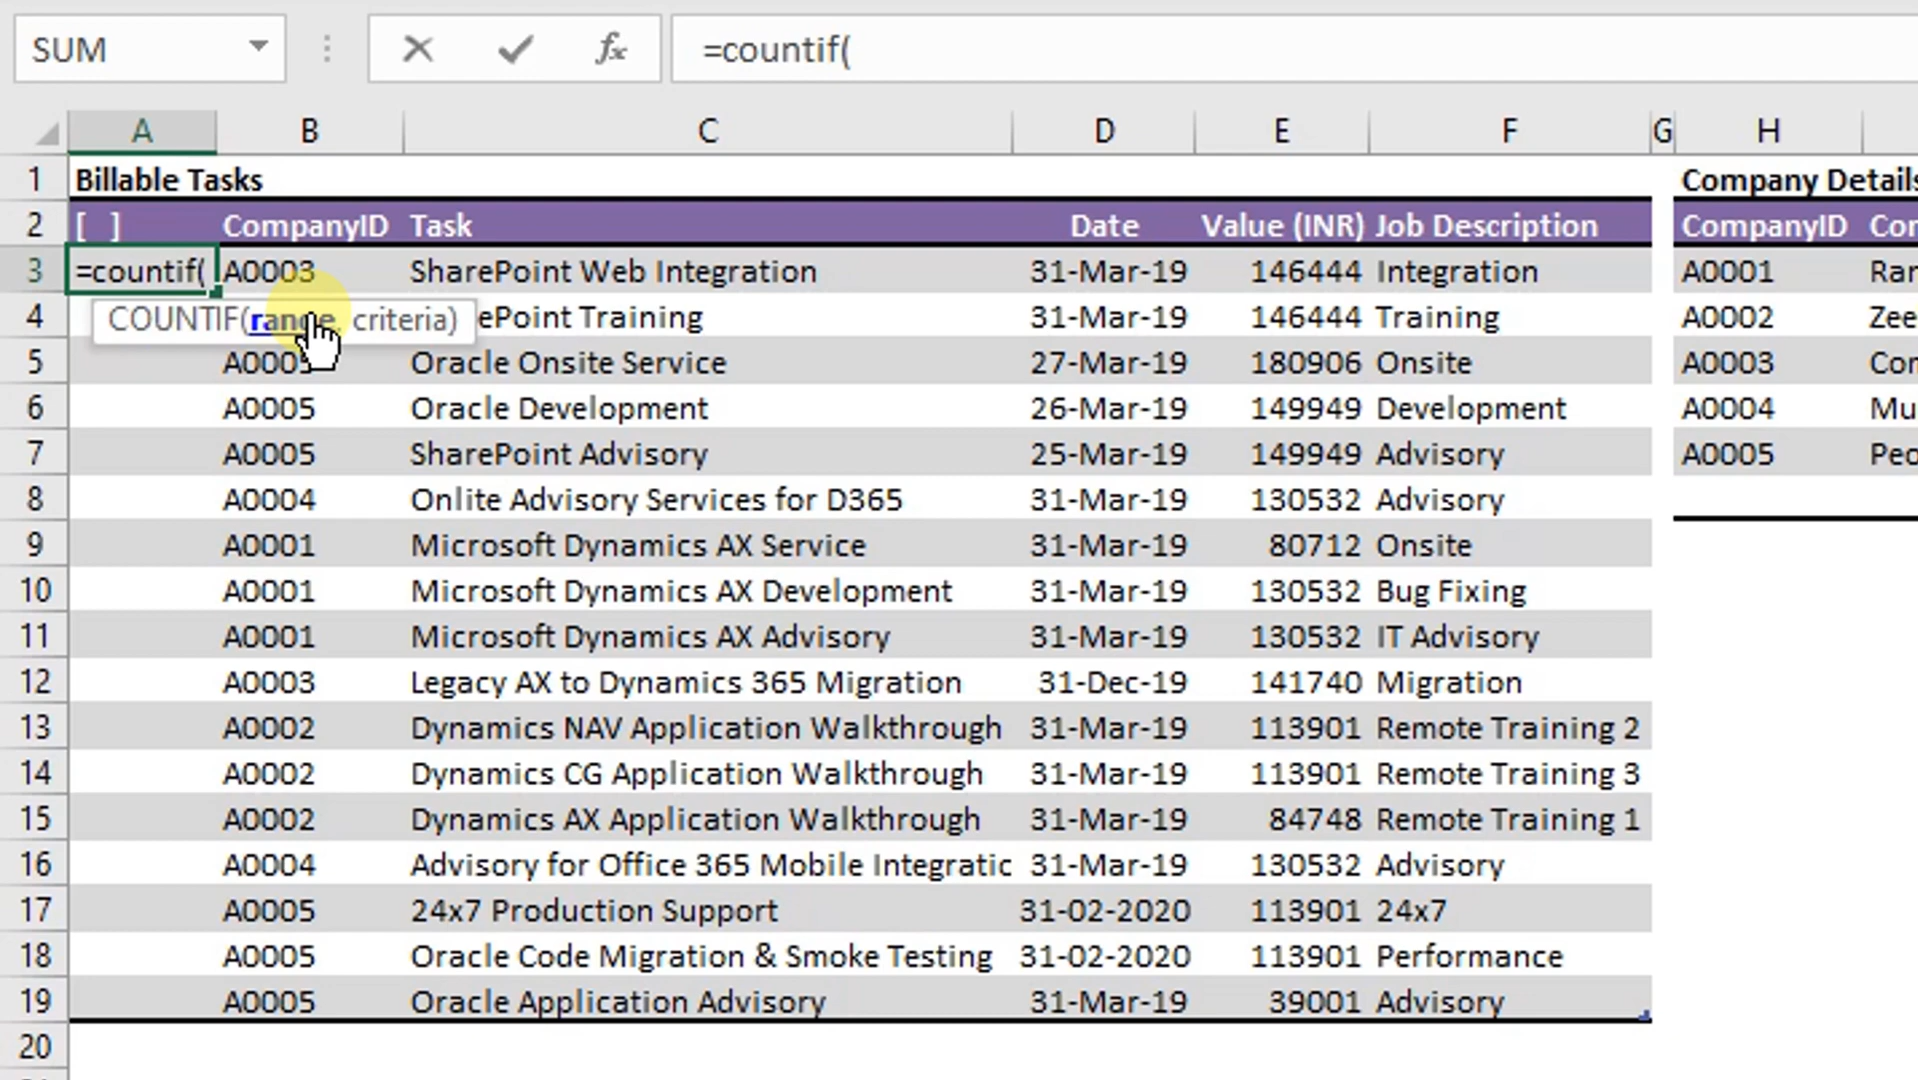 SUM fx =countif(
A B C D E F G H
1 Billable Tasks Company Details
2 [ ] CompanyID Task Date Value (INR) Job Description CompanyID
3 =countif( A0003 SharePoint Web Integration 31-Mar-19 146444 Integration A0001
COUNTIF(range, criteria)
4 ePoint Training 31-Mar-19 146444 Training A0002
5 Oracle Onsite Service 27-Mar-19 180906 Onsite A0003
6 A0005 Oracle Development 26-Mar-19 149949 Development A0004
7 A0005 SharePoint Advisory 25-Mar-19 149949 Advisory A0005
8 A0004 Onlite Advisory Services for D365 31-Mar-19 130532 Advisory
9 A0001 Microsoft Dynamics AX Service 31-Mar-19 80712 Onsite
10 A0001 Microsoft Dynamics AX Development 31-Mar-19 130532 Bug Fixing
11 A0001 Microsoft Dynamics AX Advisory 31-Mar-19 130532 IT Advisory
12 A0003 Legacy AX to Dynamics 365 Migration 31-Dec-19 141740 Migration
13 A0002 Dynamics NAV Application Walkthrough 31-Mar-19 113901 Remote Training 2
14 A0002 Dynamics CG Application Walkthrough 31-Mar-19 113901 Remote Training 3
15 A0002 Dynamics AX Application Walkthrough 31-Mar-19 84748 Remote Training 1
16 A0004 Advisory for Office 365 Mobile Integratic 31-Mar-19 130532 Advisory
17 A0005 24x7 Production Support 31-02-2020 113901 24x7
18 A0005 Oracle Code Migration & Smoke Testing 31-02-2020 113901 Performance
19 A0005 Oracle Application Advisory 31-Mar-19 39001 Advisory
20